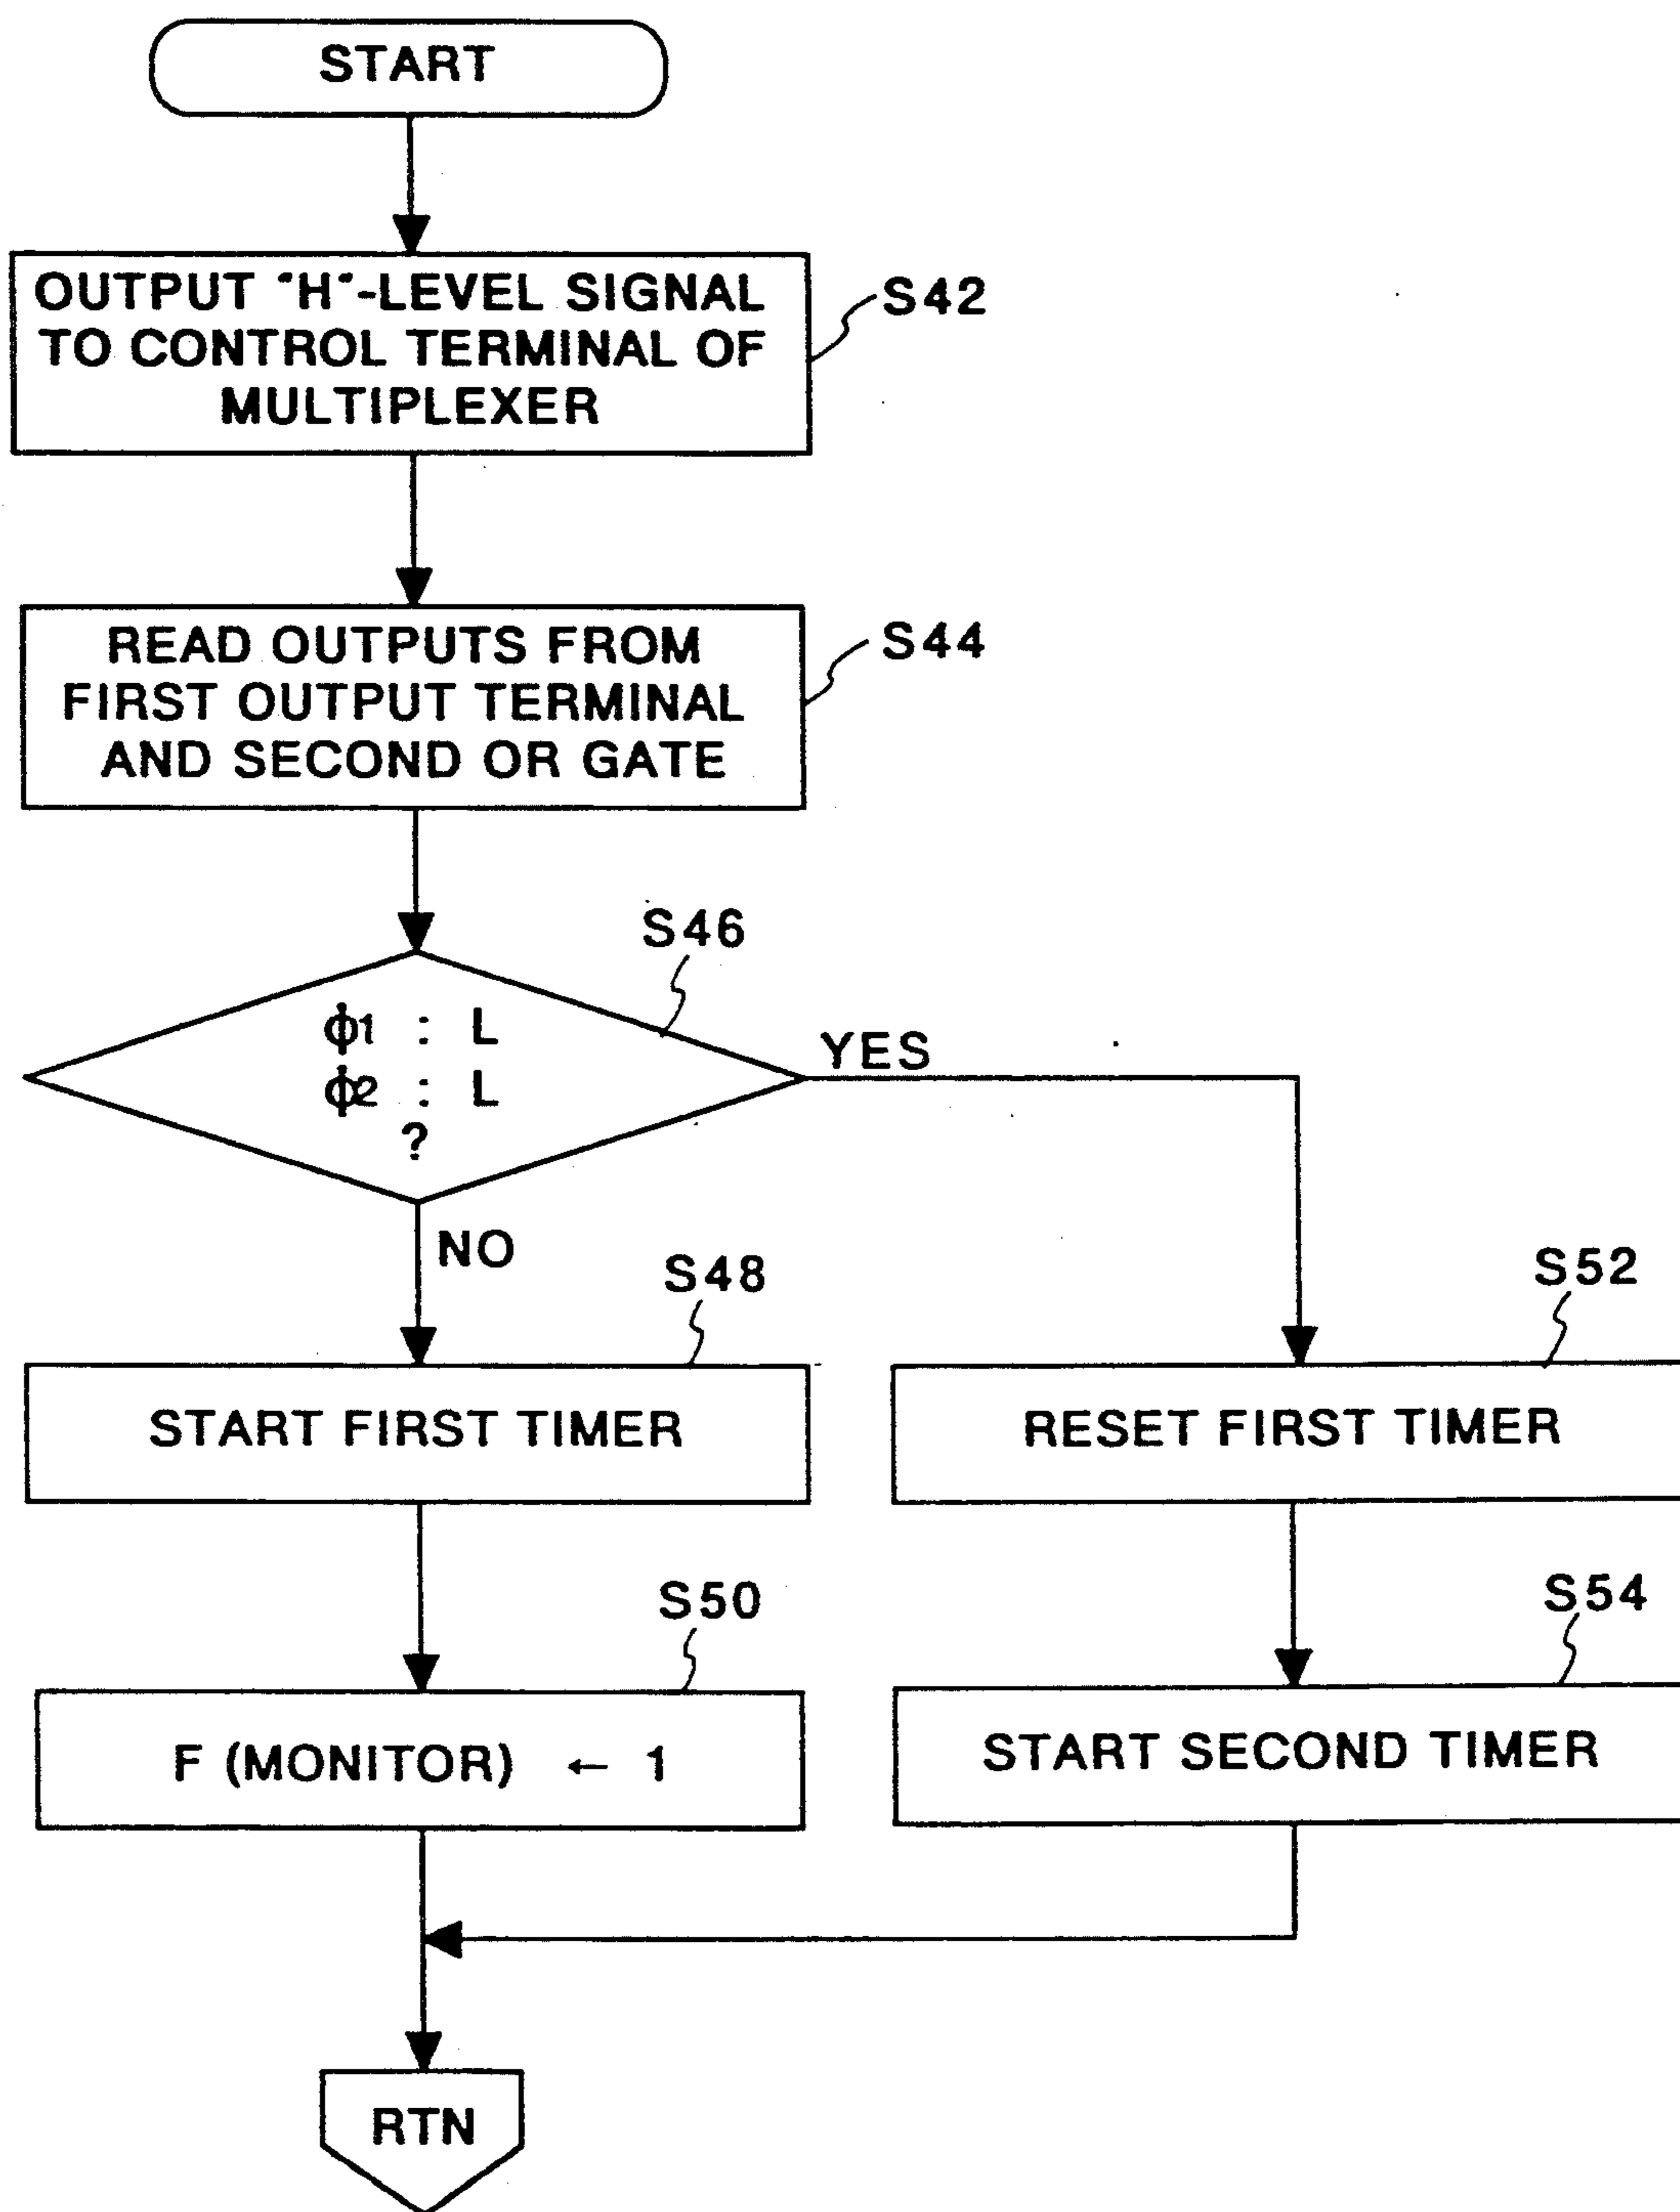 START
OUTPUT "H"-LEVEL SIGNAL
TO CONTROL TERMINAL OF
MULTIPLEXER
S42
READ OUTPUTS FROM
FIRST OUTPUT TERMINAL
AND SECOND OR GATE
S44
S46
ϕ1 : L
ϕ2 : L
?
YES
NO
S48
START FIRST TIMER
S52
RESET FIRST TIMER
S50
F (MONITOR) ← 1
S54
START SECOND TIMER
RTN